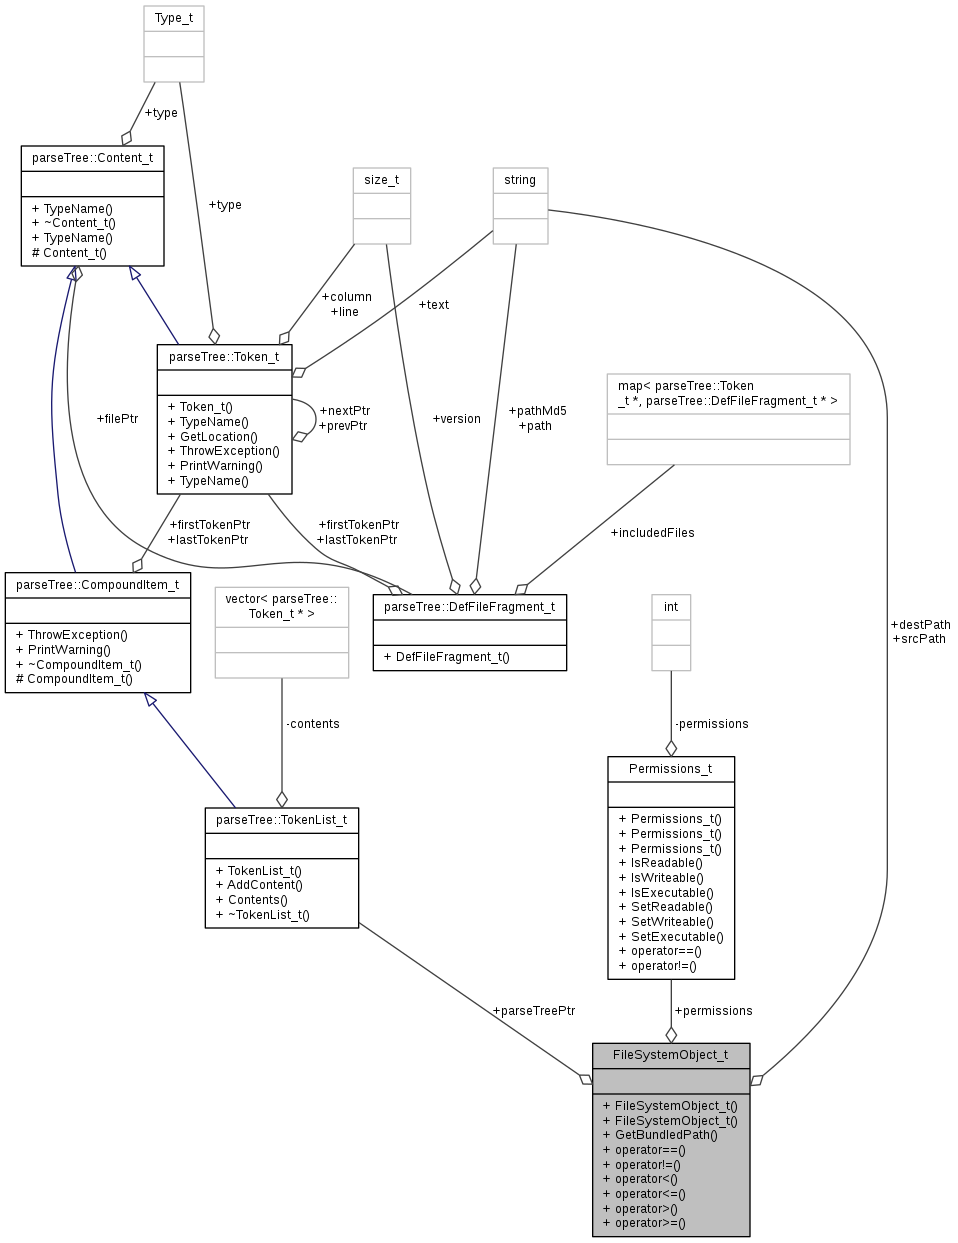 Type_t
+type
parseTree::Content_t
+ TypeName()
+ ~Content_t()
+ TypeName()
# Content_t()
size_t
string
+type
+column
+line
+text
parseTree::Token_t
+ Token_t()
+ TypeName()
+ GetLocation()
+ ThrowException()
+ PrintWarning()
+ TypeName()
+nextPtr
+prevPtr
map< parseTree::Token
_t *, parseTree::DefFileFragment_t * >
+filePtr
+version
+pathMd5
+path
+firstTokenPtr
+lastTokenPtr
+firstTokenPtr
+lastTokenPtr
+includedFiles
parseTree::CompoundItem_t
+ ThrowException()
+ PrintWarning()
+ ~CompoundItem_t()
# CompoundItem_t()
vector< parseTree::
Token_t * >
parseTree::DefFileFragment_t
+ DefFileFragment_t()
int
+destPath
+srcPath
-contents
-permissions
parseTree::TokenList_t
+ TokenList_t()
+ AddContent()
+ Contents()
+ ~TokenList_t()
Permissions_t
+ Permissions_t()
+ Permissions_t()
+ Permissions_t()
+ IsReadable()
+ IsWriteable()
+ IsExecutable()
+ SetReadable()
+ SetWriteable()
+ SetExecutable()
+ operator==()
+ operator!=()
+parseTreePtr
+permissions
FileSystemObject_t
+ FileSystemObject_t()
+ FileSystemObject_t()
+ GetBundledPath()
+ operator==()
+ operator!=()
+ operator<()
+ operator<=()
+ operator>()
+ operator>=()